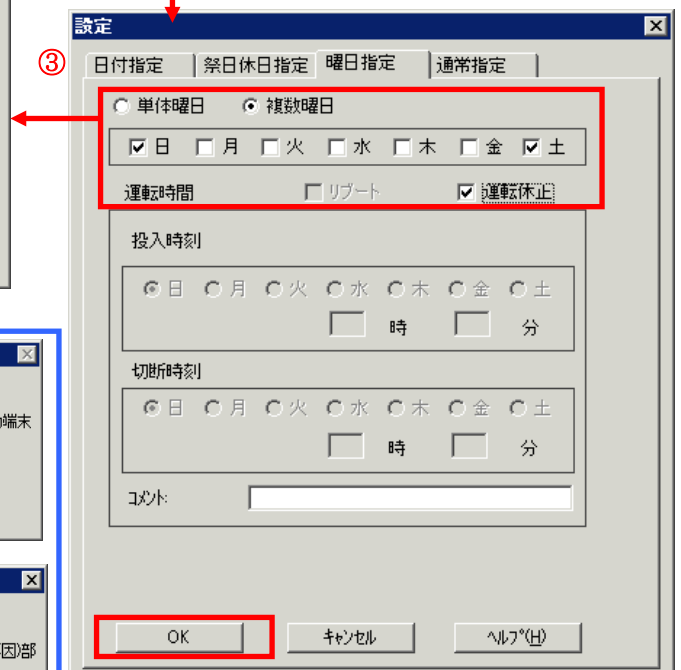 設定
③
日付指定 祭日休日指定 曜日指定 通常指定
単体曜日 複数曜日
日 月 火 水 木 金 土
運転時間 リブート 運転休止
投入時刻
日 月 火 水 木 金 土
時 分
切断時刻
日 月 火 水 木 金 土
時 分
端末
コメント:
因)部
OK キャンセル ヘルプ(H)